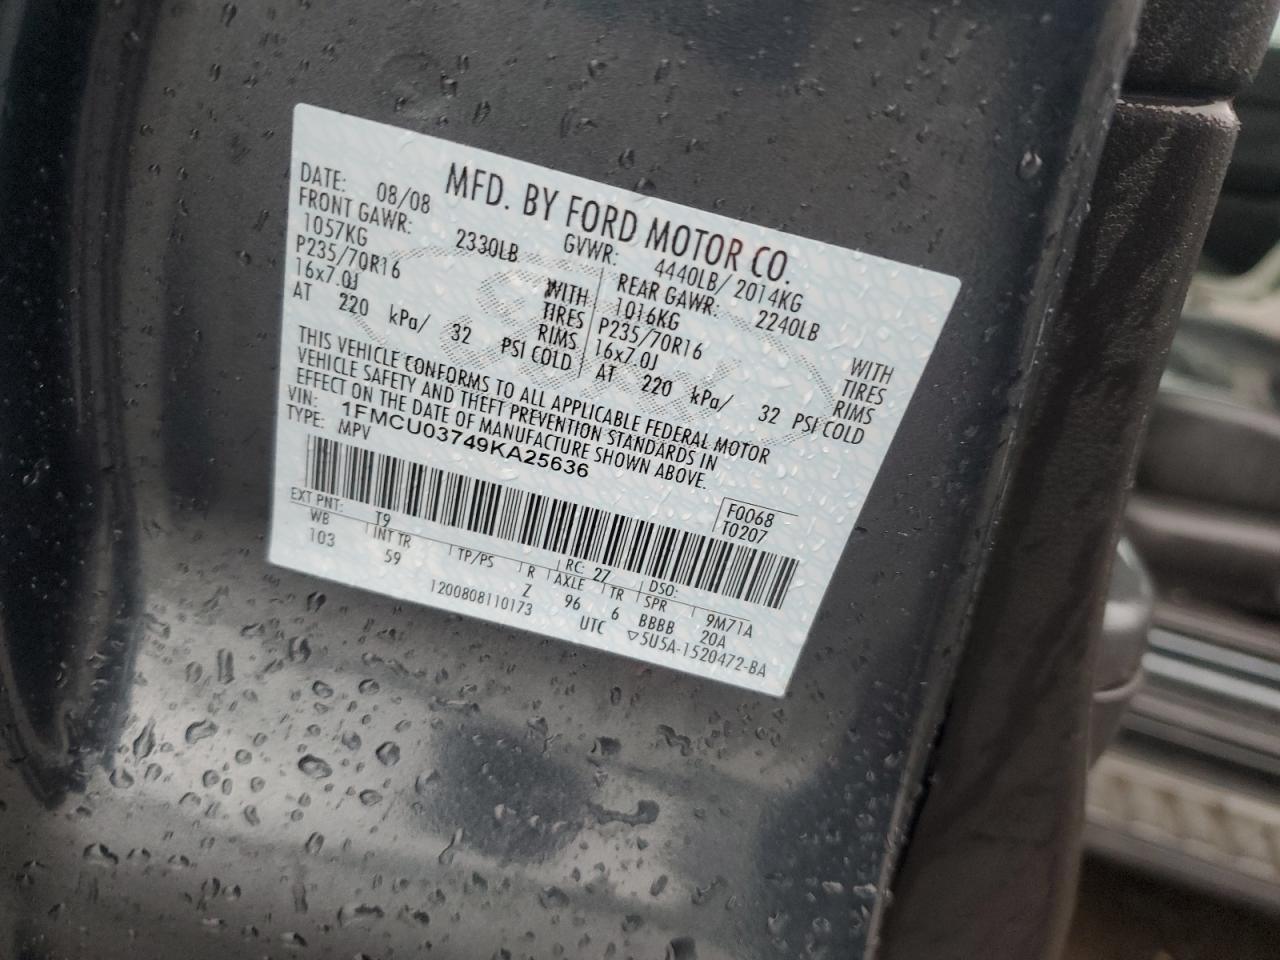 MFD. BY FORD MOTOR CO.
DATE: 08/08 GVWR: 4440LB/ 2014KG
FRONT GAWR: 2330LB REAR GAWR: 2240LB
1057KG WITH 1016KG WITH
P235/70R16 TIRES P235/70R16 TIRES
16x7.0J RIMS 16x7.0J RIMS
AT 220 kPa/ 32 PSI COLD AT 220 kPa/ 32 PSI COLD
THIS VEHICLE CONFORMS TO ALL APPLICABLE FEDERAL MOTOR
VEHICLE SAFETY AND THEFT PREVENTION STANDARDS IN
EFFECT ON THE DATE OF MANUFACTURE SHOWN ABOVE.
VIN: 1FMCU03749KA25636
TYPE: MPV
F0068
T0207
EXT PNT: T9 RC: 27 DSO:
WB INT TR TP/PS R AXLE TR SPR 9M71A
103 59 Z 96 6 BBBB 20A
1200808110173 UTC ▽5U5A-1520472-BA